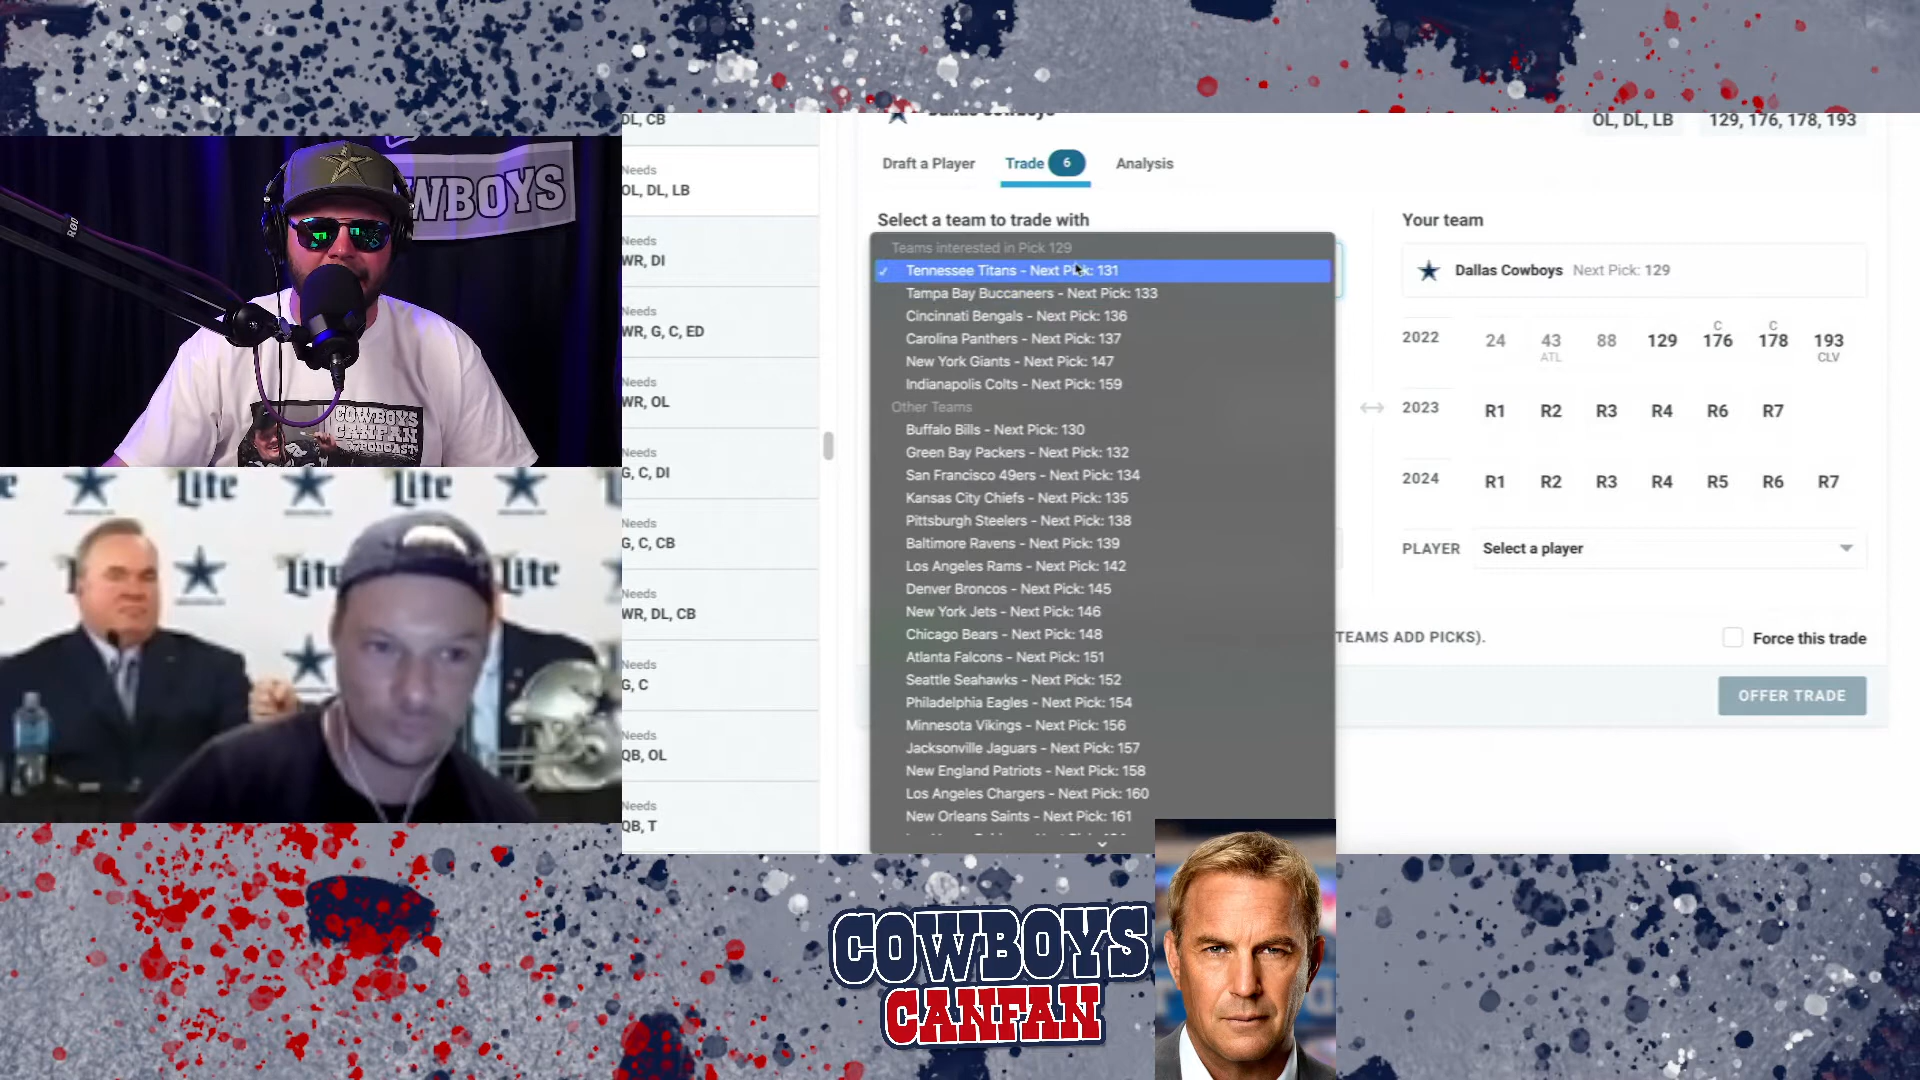 DL, CB
Needs
OL, DL, LB
Needs
WR, DI
Needs
WR, G, C, ED
Needs
WR, OL
Needs
G, C, DI
Needs
G, C, CB
Needs
WR, DL, CB
Needs
G, C
Needs
QB, OL
Needs
QB, T
Dallas Cowboys
OL, DL, LB
129, 176, 178, 193
Draft a Player
Trade 6
Analysis
Select a team to trade with
Teams interested in Pick 129
✓ Tennessee Titans - Next Pick: 131
Tampa Bay Buccaneers - Next Pick: 133
Cincinnati Bengals - Next Pick: 136
Carolina Panthers - Next Pick: 137
New York Giants - Next Pick: 147
Indianapolis Colts - Next Pick: 159
Other Teams
Buffalo Bills - Next Pick: 130
Green Bay Packers - Next Pick: 132
San Francisco 49ers - Next Pick: 134
Kansas City Chiefs - Next Pick: 135
Pittsburgh Steelers - Next Pick: 138
Baltimore Ravens - Next Pick: 139
Los Angeles Rams - Next Pick: 142
Denver Broncos - Next Pick: 145
New York Jets - Next Pick: 146
Chicago Bears - Next Pick: 148
Atlanta Falcons - Next Pick: 151
Seattle Seahawks - Next Pick: 152
Philadelphia Eagles - Next Pick: 154
Minnesota Vikings - Next Pick: 156
Jacksonville Jaguars - Next Pick: 157
New England Patriots - Next Pick: 158
Los Angeles Chargers - Next Pick: 160
New Orleans Saints - Next Pick: 161
Your team
Dallas Cowboys Next Pick: 129
2022 24 43 ATL 88 129 C 176 C 178 193 CLV
2023 R1 R2 R3 R4 R6 R7
2024 R1 R2 R3 R4 R5 R6 R7
PLAYER Select a player
TEAMS ADD PICKS).
Force this trade
OFFER TRADE
RØD
WBOYS
COWBOYS
CANFAN
PODCAST
Lite
Lite
Lite
Lite
COWBOYS
CANFAN